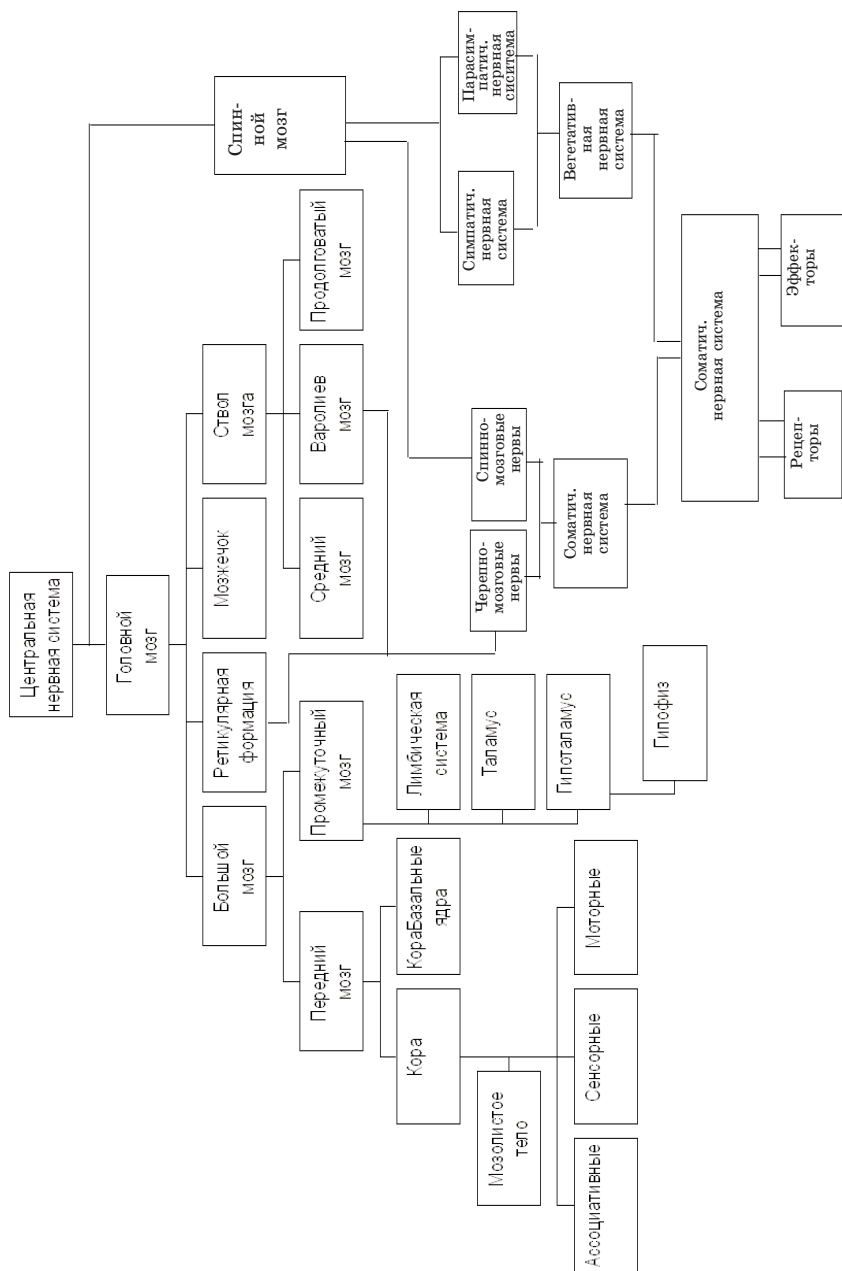 Центральная
нервная система
Головной
мозг
Спин-
ной
мозг
Большой
мозг
Ретикулярная
формация
Мозжечок
Ствол
мозга
Передний
мозг
Промежуточный
мозг
Средний
мозг
Варолиев
мозг
Продолговатый
мозг
Кора
КораБазальные
ядра
Лимбическая
система
Таламус
Гипоталамус
Гипофиз
Мозолистое
тело
Ассоциативные
Сенсорные
Моторные
Черепно-
мозговые
нервы
Спинно-
мозговые
нервы
Симпатич.
нервная
система
Парасим-
патич.
нервная
сиситема
Соматич.
нервная
система
Вегетатив-
ная
нервная
система
Соматич.
нервная система
Рецеп-
торы
Эффек-
торы